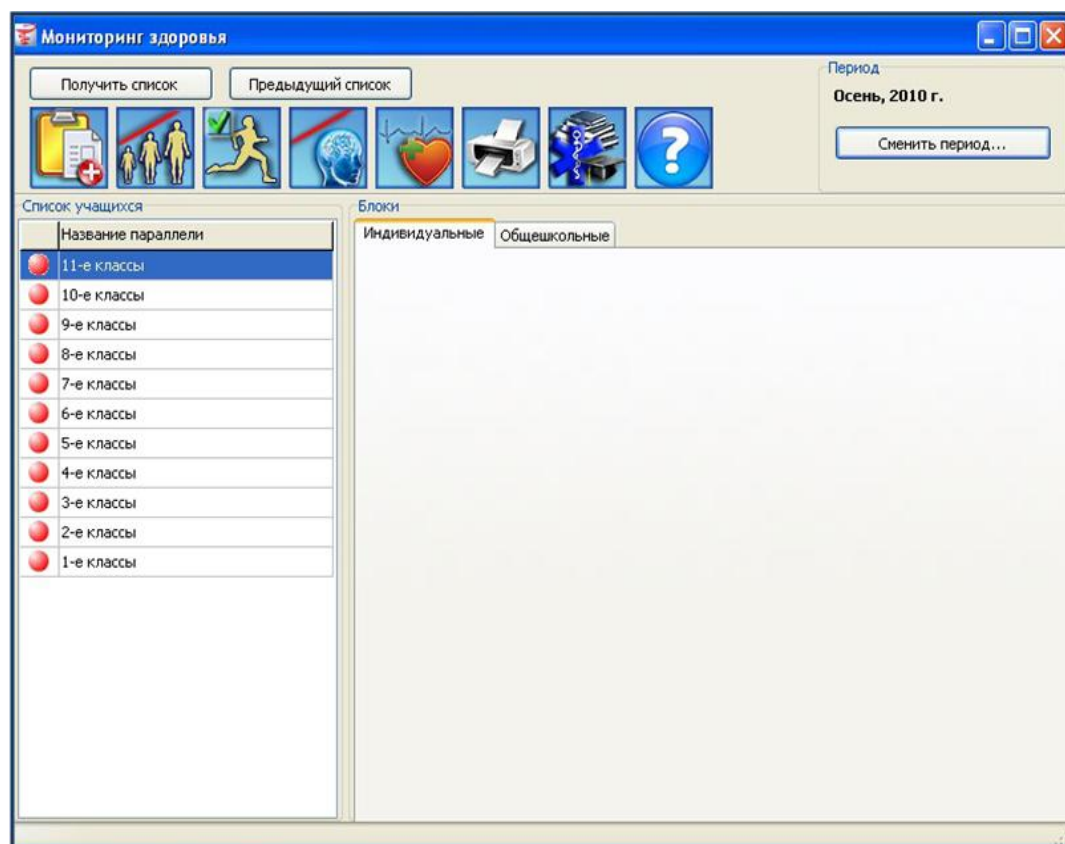 Мониторинг здоровья
Получить список
Предыдущий список
Период
Осень, 2010 г.
Сменить период...
?
Список учащихся
Название параллели
11-е классы
10-е классы
9-е классы
8-е классы
7-е классы
6-е классы
5-е классы
4-е классы
3-е классы
2-е классы
1-е классы
Блоки
Индивидуальные
Общешкольные